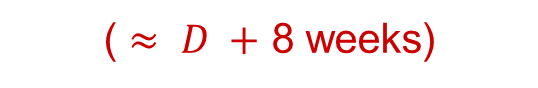 ( ≈ D + 8 weeks)